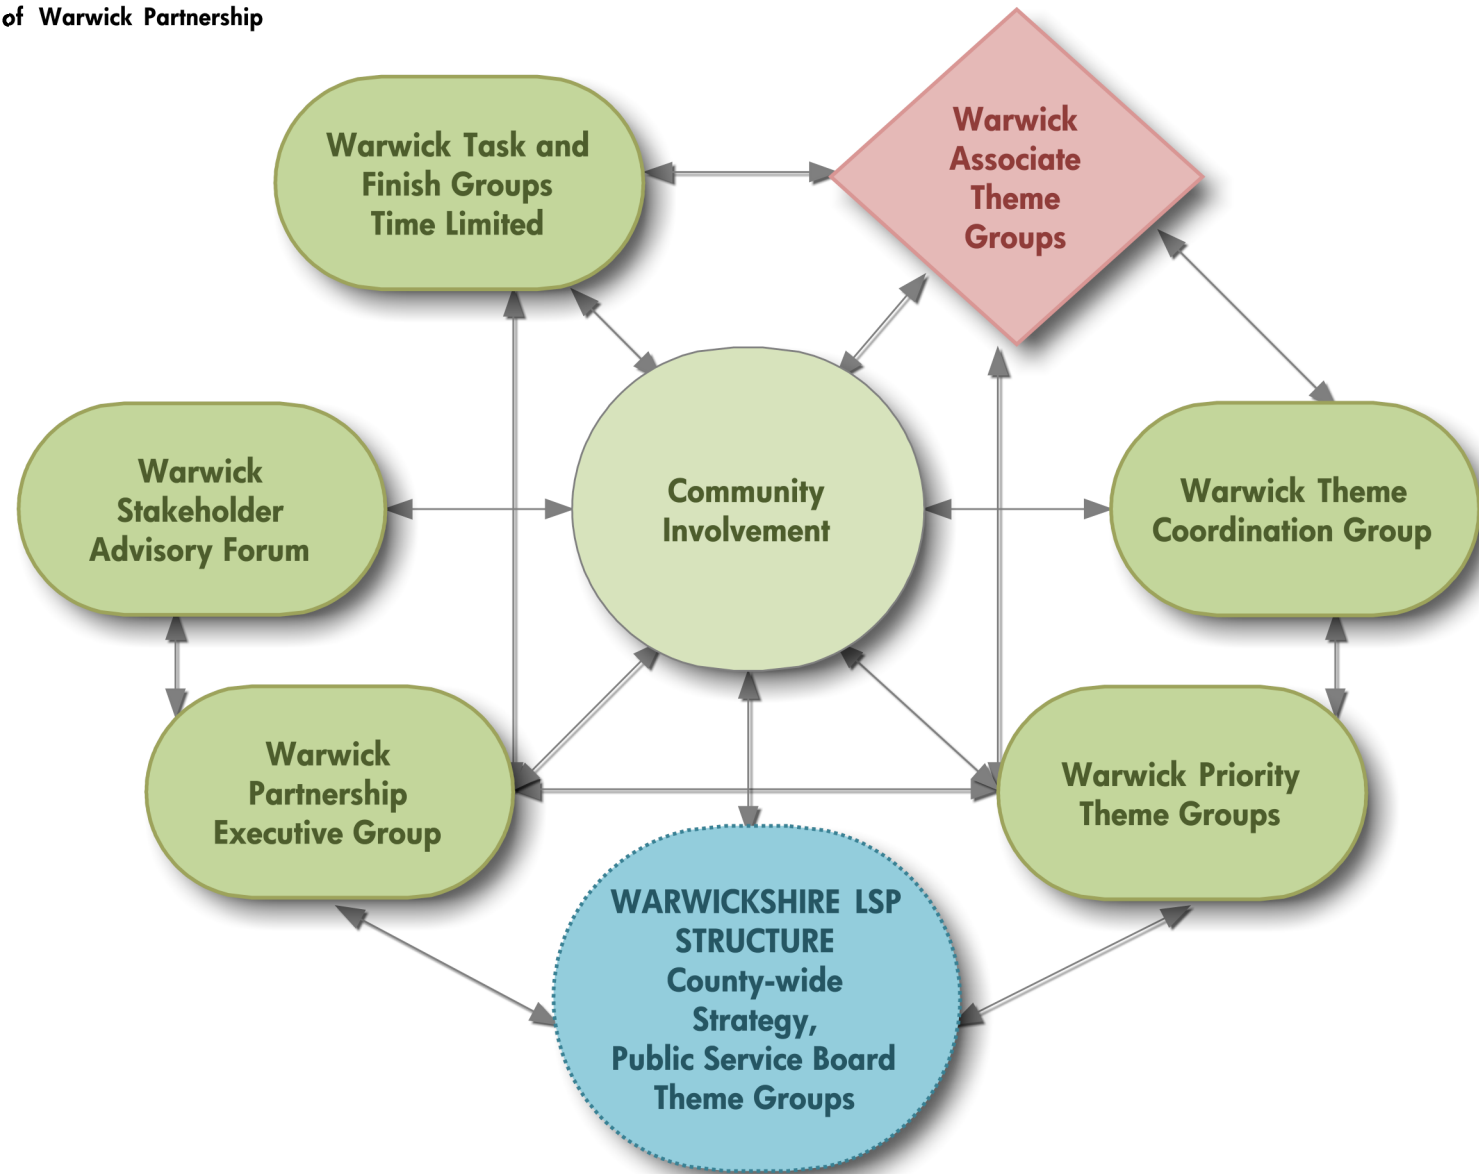 of Warwick Partnership
Warwick Task and
Finish Groups
Time Limited
Warwick
Associate
Theme
Groups
Warwick
Stakeholder
Advisory Forum
Community
Involvement
Warwick Theme
Coordination Group
Warwick
Partnership
Executive Group
Warwick Priority
Theme Groups
WARWICKSHIRE LSP
STRUCTURE
County-wide
Strategy,
Public Service Board
Theme Groups